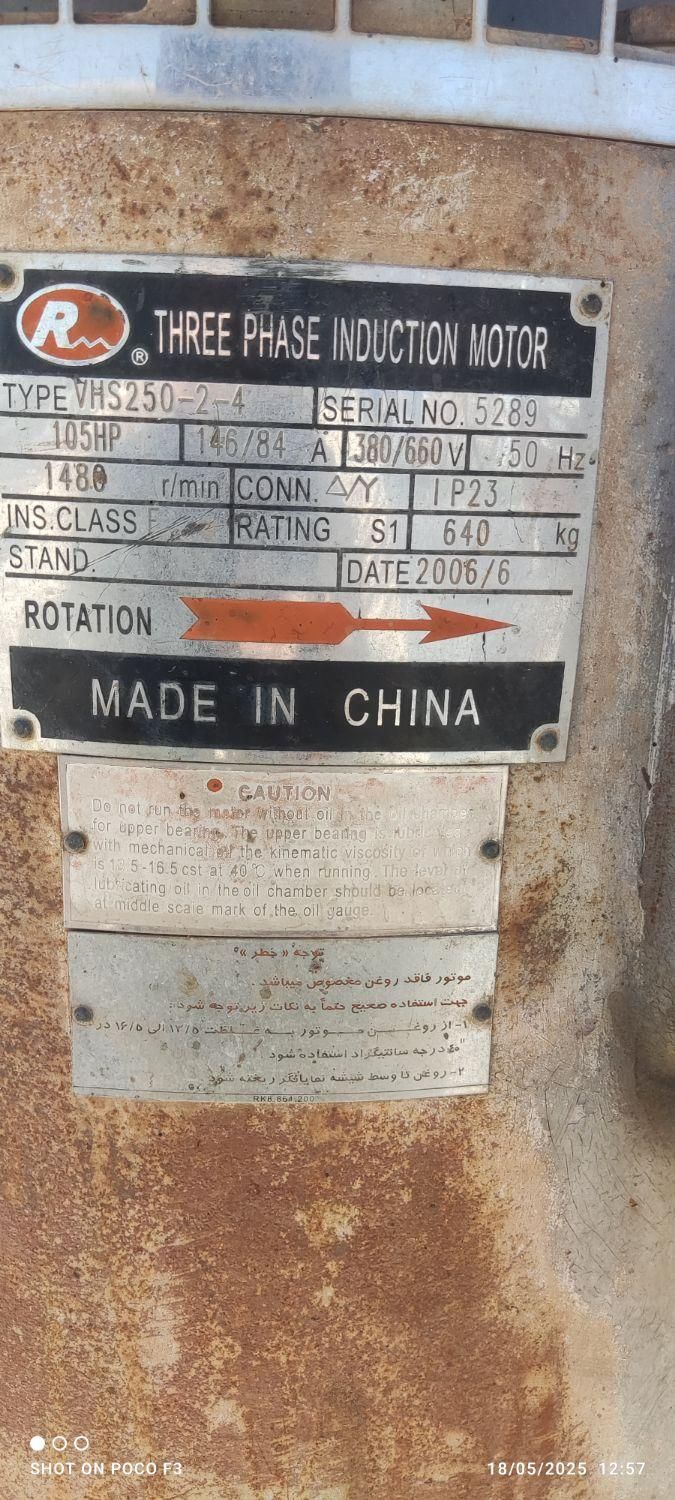 R ®
THREE PHASE INDUCTION MOTOR
TYPE VHS250-2-4 SERIAL NO. 5289
105HP 146/84 A 380/660 V 50 Hz
1480 r/min CONN. △/Y IP23
INS.CLASS F RATING S1 640 kg
STAND. DATE 2006/6
ROTATION
MADE IN CHINA
CAUTION
Do not run the motor without oil in the oil chamber
for upper bearing. The upper bearing is lubricated
with mechanical oil the kinematic viscosity of which
is 13.5-16.5 cst at 40℃ when running. The level of
lubricating oil in the oil chamber should be located
at middle scale mark of the oil gauge.
توجه « خطر »
موتور فاقد روغن مخصوص میباشد .
جهت استفاده صحیح حتماً به نکات زیر توجه شود :
۱- از روغن موتور به غلظت ۱۳/۵ الی ۱۶/۵ در
۴۰ درجه سانتیگراد استفاده شود
۲- روغن تا وسط شیشه نمایانگر ریخته شود
RK8.864.200
SHOT ON POCO F3
18/05/2025 12:57